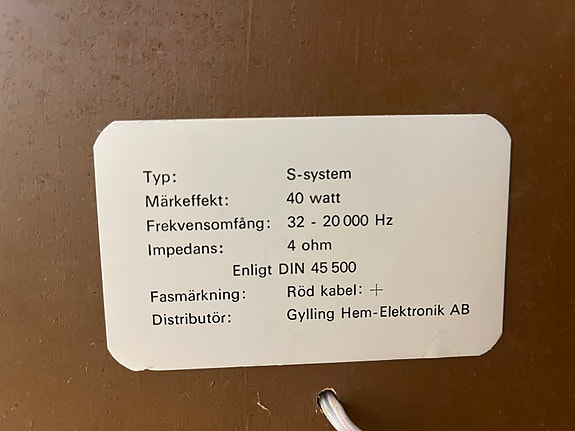 Typ: S-system
Märkeffekt: 40 watt
Frekvensomfång: 32 - 20 000 Hz
Impedans: 4 ohm
Enligt DIN 45 500
Fasmärkning: Röd kabel: +
Distributör: Gylling Hem-Elektronik AB